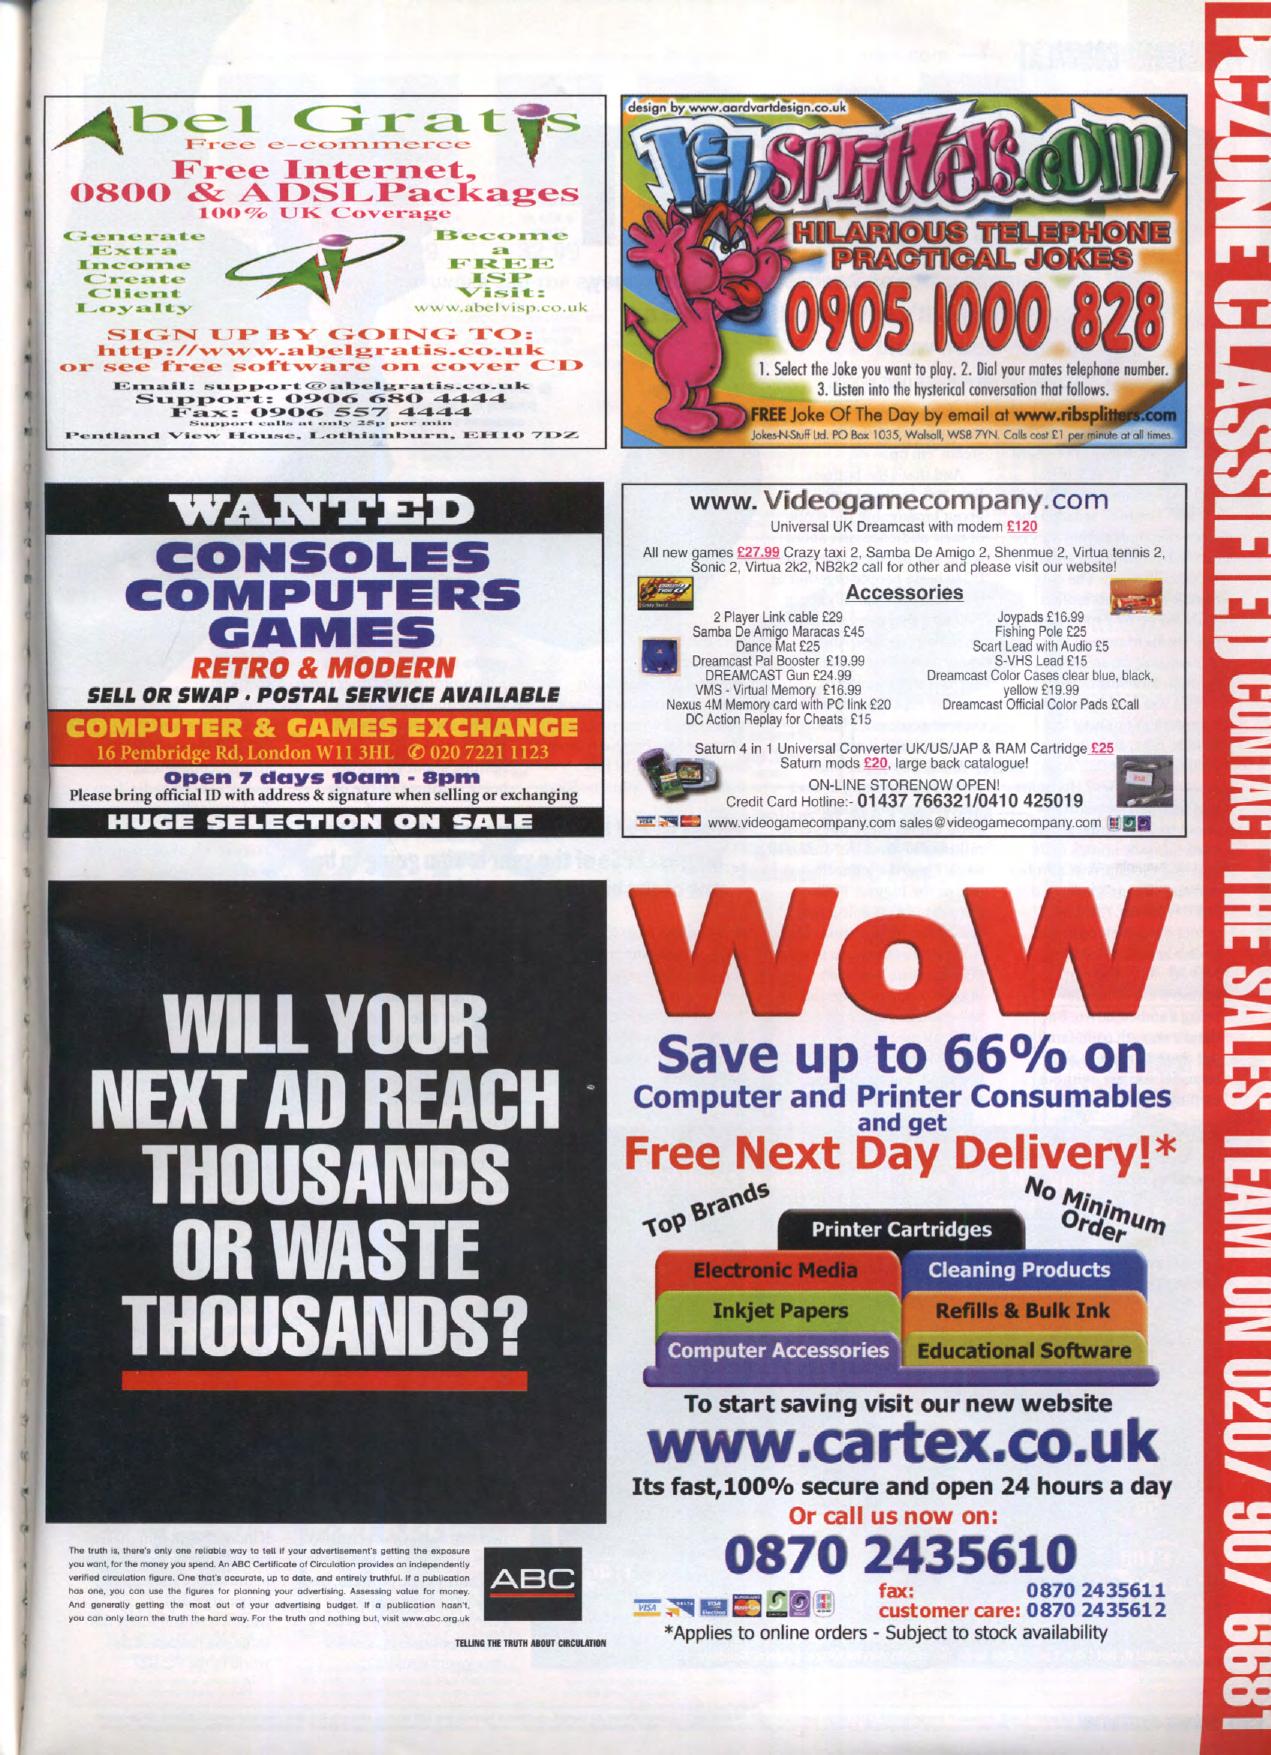 Abel Gratis
Free e-commerce
Free Internet,
0800 & ADSLPackages
100% UK Coverage
Generate
Extra
Income
Create
Client
Loyalty
Become
a
FREE
ISP
Visit:
www.abelvisp.co.uk
SIGN UP BY GOING TO:
http://www.abelgratis.co.uk
or see free software on cover CD
Email: support@abelgratis.co.uk
Support: 0906 680 4444
Fax: 0906 557 4444
Support calls at only 25p per min
Pentland View House, Lothianburn, EH10 7DZ
design by www.aardvartdesign.co.uk
ribsplitters.com
HILARIOUS TELEPHONE
PRACTICAL JOKES
0905 1000 828
1. Select the Joke you want to play. 2. Dial your mates telephone number.
3. Listen into the hysterical conversation that follows.
FREE Joke Of The Day by email at www.ribsplitters.com
Jokes-N-Stuff Ltd. PO Box 1035, Walsall, WS8 7YN. Calls cost £1 per minute at all times.
WANTED
CONSOLES
COMPUTERS
GAMES
RETRO & MODERN
SELL OR SWAP · POSTAL SERVICE AVAILABLE
COMPUTER & GAMES EXCHANGE
16 Pembridge Rd, London W11 3HL ✆ 020 7221 1123
Open 7 days 10am - 8pm
Please bring official ID with address & signature when selling or exchanging
HUGE SELECTION ON SALE
www. Videogamecompany.com
Universal UK Dreamcast with modem £120
All new games £27.99 Crazy taxi 2, Samba De Amigo 2, Shenmue 2, Virtua tennis 2,
Sonic 2, Virtua 2k2, NB2k2 call for other and please visit our website!
Accessories
2 Player Link cable £29
Samba De Amigo Maracas £45
Dance Mat £25
Dreamcast Pal Booster £19.99
DREAMCAST Gun £24.99
VMS - Virtual Memory £16.99
Nexus 4M Memory card with PC link £20
DC Action Replay for Cheats £15
Joypads £16.99
Fishing Pole £25
Scart Lead with Audio £5
S-VHS Lead £15
Dreamcast Color Cases clear blue, black,
yellow £19.99
Dreamcast Official Color Pads £Call
Saturn 4 in 1 Universal Converter UK/US/JAP & RAM Cartridge £25
Saturn mods £20, large back catalogue!
ON-LINE STORENOW OPEN!
Credit Card Hotline:- 01437 766321/0410 425019
www.videogamecompany.com sales@videogamecompany.com
WILL YOUR
NEXT AD REACH
THOUSANDS
OR WASTE
THOUSANDS?
The truth is, there's only one reliable way to tell if your advertisement's getting the exposure
you want, for the money you spend. An ABC Certificate of Circulation provides an independently
verified circulation figure. One that's accurate, up to date, and entirely truthful. If a publication
has one, you can use the figures for planning your advertising. Assessing value for money.
And generally getting the most out of your advertising budget. If a publication hasn't,
you can only learn the truth the hard way. For the truth and nothing but, visit www.abc.org.uk
ABC
TELLING THE TRUTH ABOUT CIRCULATION
WoW
Save up to 66% on
Computer and Printer Consumables
and get
Free Next Day Delivery!*
Top Brands
No Minimum
Order
Printer Cartridges
Electronic Media
Cleaning Products
Inkjet Papers
Refills & Bulk Ink
Computer Accessories
Educational Software
To start saving visit our new website
www.cartex.co.uk
Its fast,100% secure and open 24 hours a day
Or call us now on:
0870 2435610
VISA DELTA VISA Electron MasterCard
fax: 0870 2435611
customer care: 0870 2435612
*Applies to online orders - Subject to stock availability
PCZONE CLASSIFIED CONTACT THE SALES TEAM ON 0207 907 6681